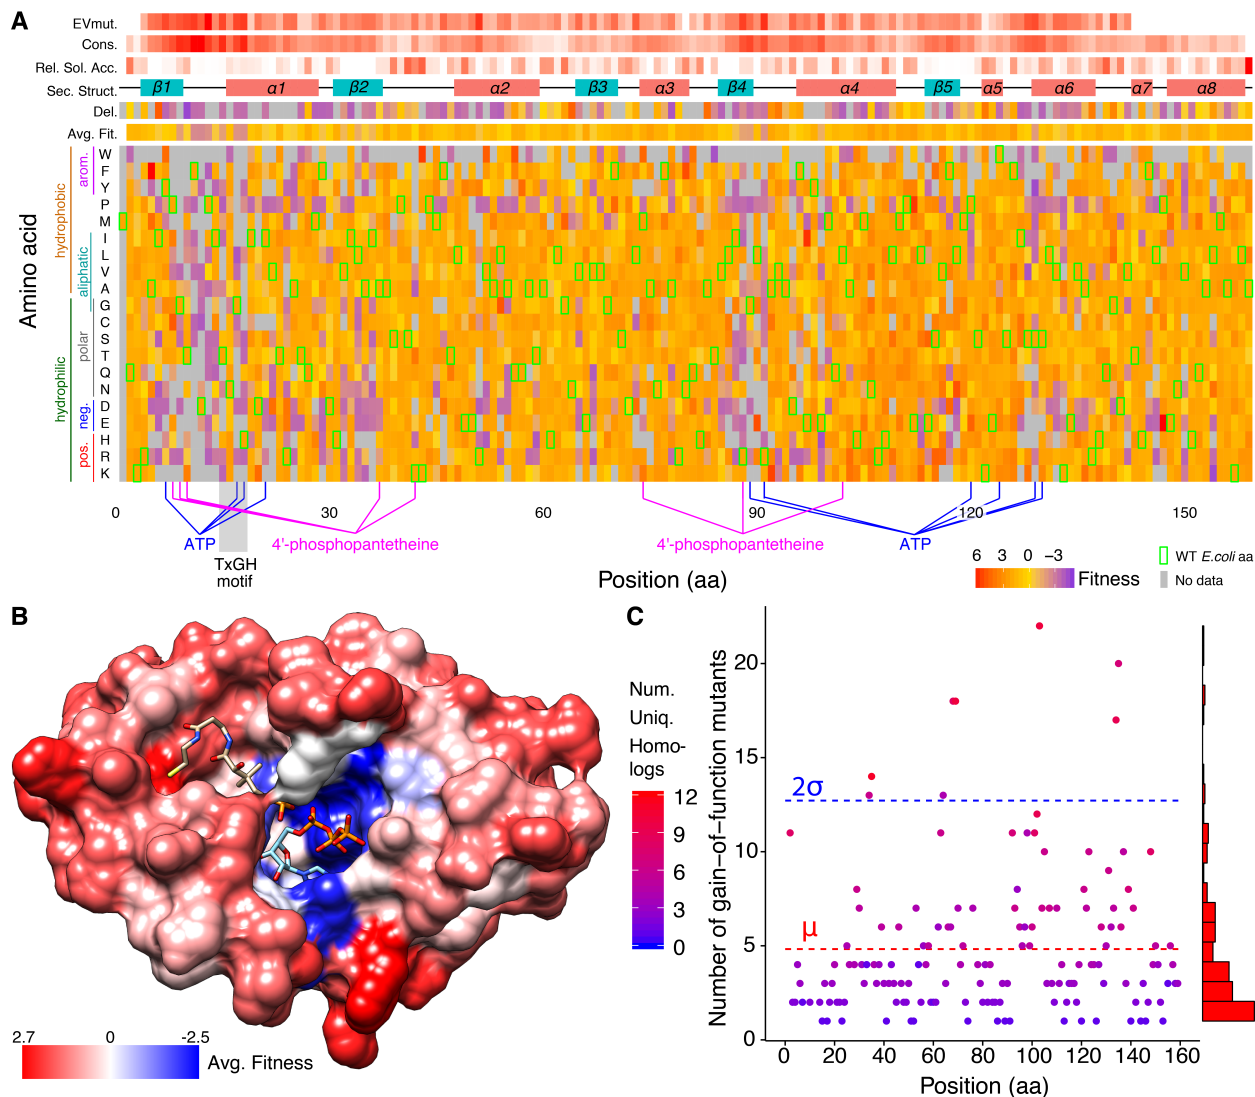 A
EVmut.
Cons.
Rel. Sol. Acc.
Sec. Struct.
β1 α1 β2 α2 β3 α3 β4 α4 β5 α5 α6 α7 α8
Del.
Avg. Fit.
Amino acid
hydrophobic
hydrophilic
arom.
aliphatic
polar
neg.
pos.
W
F
Y
P
M
I
L
V
A
G
C
S
T
Q
N
D
E
H
R
K
0 30 60 90 120 150
ATP 4'-phosphopantetheine 4'-phosphopantetheine ATP
TxGH
motif
Position (aa)
6 3 0 −3
Fitness
WT E.coli aa
No data
B
2.7 0 -2.5
Avg. Fitness
C
Num.
Uniq.
Homo-
logs
12
9
6
3
0
Number of gain−of−function mutants
20
15
10
5
0
2σ
μ
0 20 40 60 80 100 120 140 160
Position (aa)